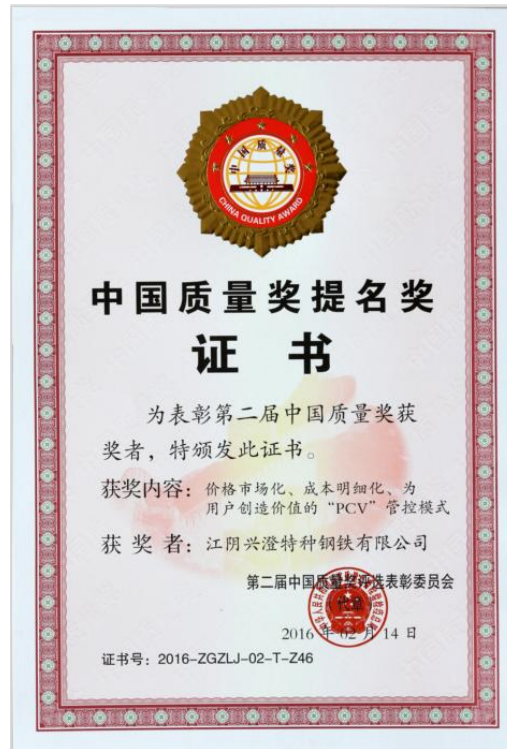 中国质量奖
CHINA QUALITY AWARD
中国质量奖提名奖
证书
为表彰第二届中国质量奖获
奖者，特颁发此证书。
获奖内容：价格市场化、成本明细化、为
用户创造价值的“PCV”管控模式
获奖者：江阴兴澄特种钢铁有限公司
第二届中国质量奖评选表彰委员会
（代章）
2016 年 02 月 14 日
证书号：2016-ZGZLJ-02-T-Z46